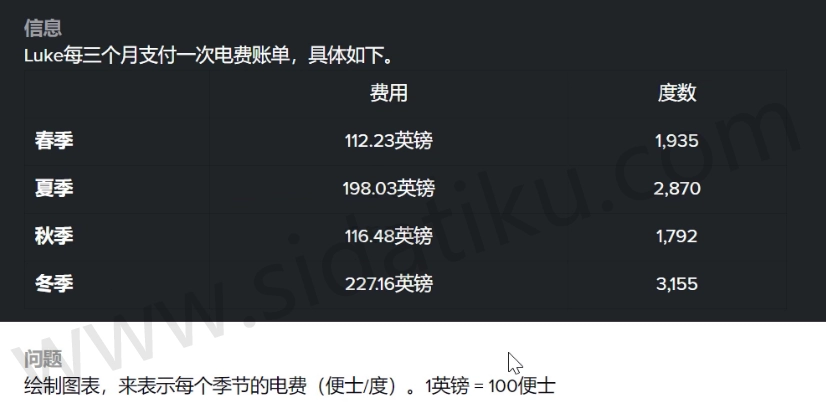 信息
Luke每三个月支付一次电费账单，具体如下。
费用 度数
春季 112.23英镑 1,935
夏季 198.03英镑 2,870
秋季 116.48英镑 1,792
冬季 227.16英镑 3,155
www.sidatiku.com
问题
绘制图表，来表示每个季节的电费（便士/度）。1英镑 = 100便士